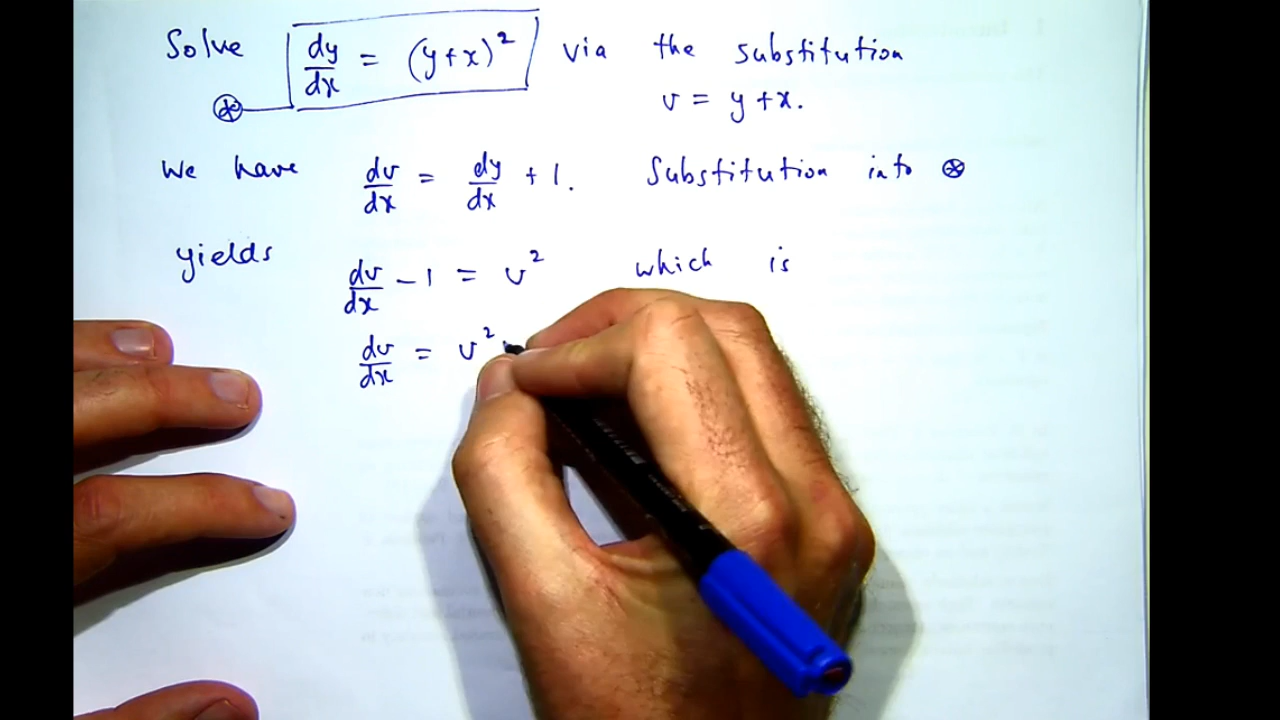 Solve dy/dx = (y+x)² via the substitution
⊛ v = y+x.
We have dv/dx = dy/dx + 1. Substitution into ⊛
yields dv/dx - 1 = v² which is
dv/dx = v²